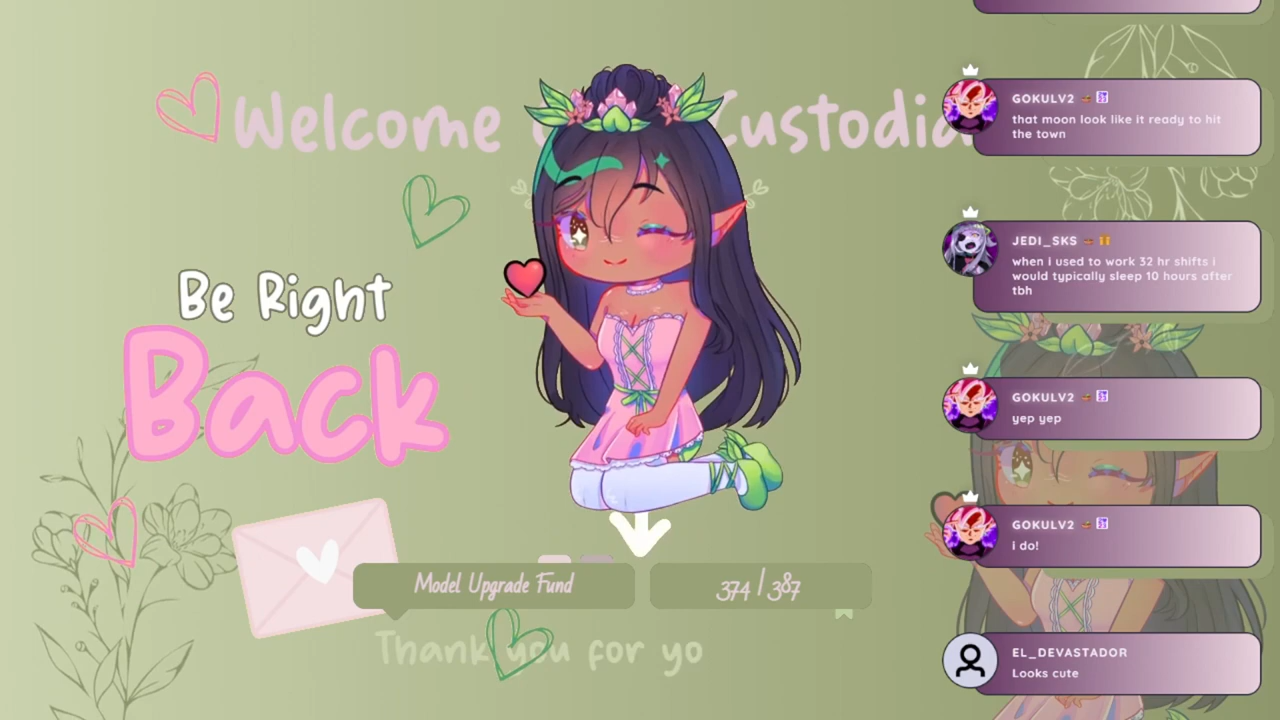 Welcome
Custodia
Be Right
Back
Model Upgrade Fund
374 / 387
Thank you for yo
GOKULV2
that moon look like it ready to hit
the town
JEDI_SKS
when i used to work 32 hr shifts i
would typically sleep 10 hours after
tbh
GOKULV2
yep yep
GOKULV2
i do!
EL_DEVASTADOR
Looks cute